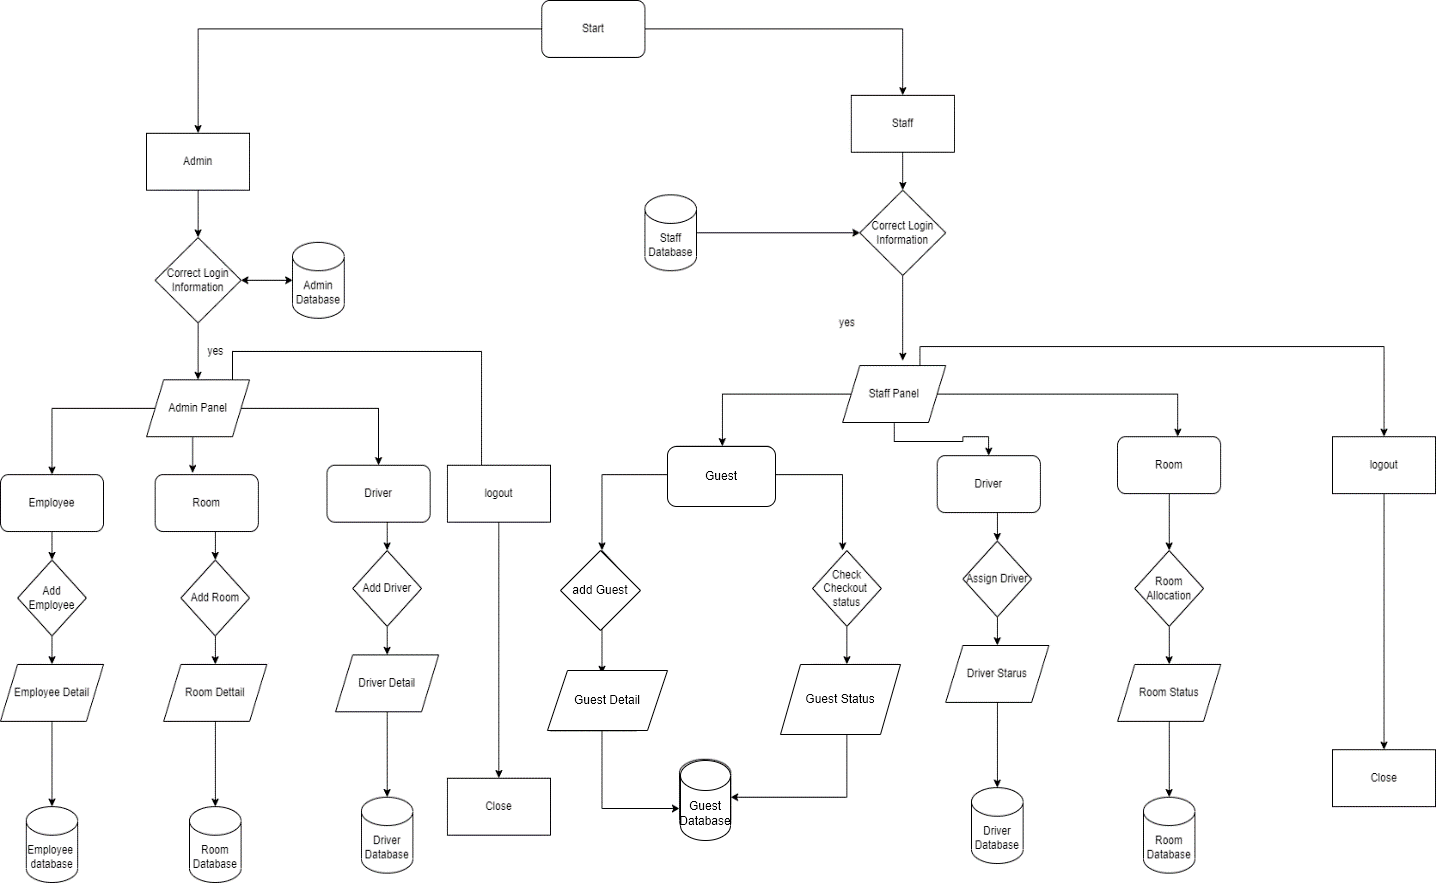 Start
Staff
Admin
Correct Login
Information
Staff
Database
Correct Login
Information
Admin
Database
yes
yes
Admin Panel
Staff Panel
Employee
Room
Driver
logout
Guest
Driver
Room
logout
Add
Employee
Add Room
Add Driver
add Guest
Check
Checkout
status
Assign Driver
Room
Allocation
Employee Detail
Room Dettail
Driver Detail
Guest Detail
Guest Status
Driver Starus
Room Status
Close
Close
Employee
database
Room
Database
Driver
Database
Guest
Database
Driver
Database
Room
Database